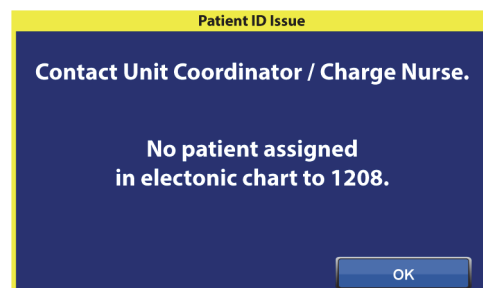 Patient ID Issue
Contact Unit Coordinator / Charge Nurse.
No patient assigned
in electonic chart to 1208.
OK